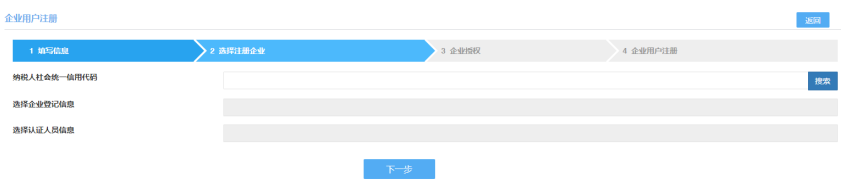 企业用户注册
返回
1 填写信息
2 选择注册企业
3 企业授权
4 企业用户注册
纳税人社会统一信用代码
搜索
选择企业登记信息
选择认证人员信息
下一步